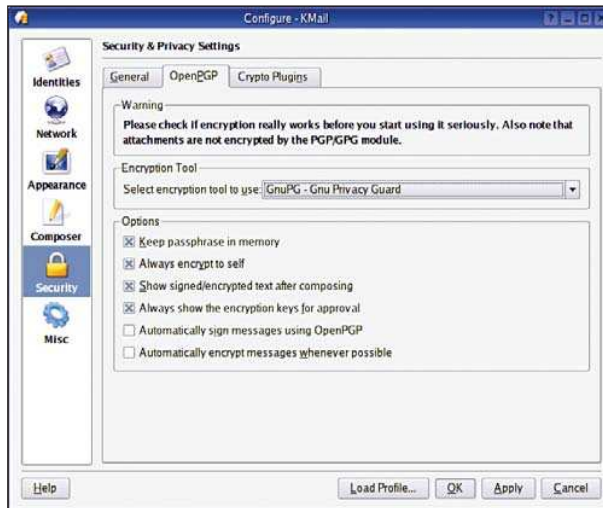 Configure - KMail
Identities
Network
Appearance
Composer
Security
Misc
Security & Privacy Settings
General
OpenPGP
Crypto Plugins
Warning
Please check if encryption really works before you start using it seriously. Also note that
attachments are not encrypted by the PGP/GPG module.
Encryption Tool
Select encryption tool to use: GnuPG - Gnu Privacy Guard
Options
Keep passphrase in memory
Always encrypt to self
Show signed/encrypted text after composing
Always show the encryption keys for approval
Automatically sign messages using OpenPGP
Automatically encrypt messages whenever possible
Help
Load Profile...
OK
Apply
Cancel